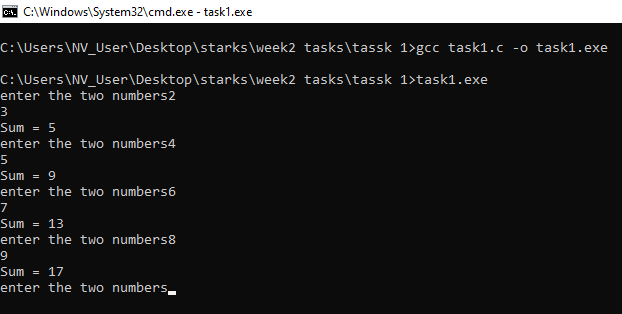 C:\Windows\System32\cmd.exe - task1.exe
C:\Users\NV_User\Desktop\starks\week2 tasks\tassk 1>gcc task1.c -o task1.exe
C:\Users\NV_User\Desktop\starks\week2 tasks\tassk 1>task1.exe
enter the two numbers2
3
Sum = 5
enter the two numbers4
5
Sum = 9
enter the two numbers6
7
Sum = 13
enter the two numbers8
9
Sum = 17
enter the two numbers